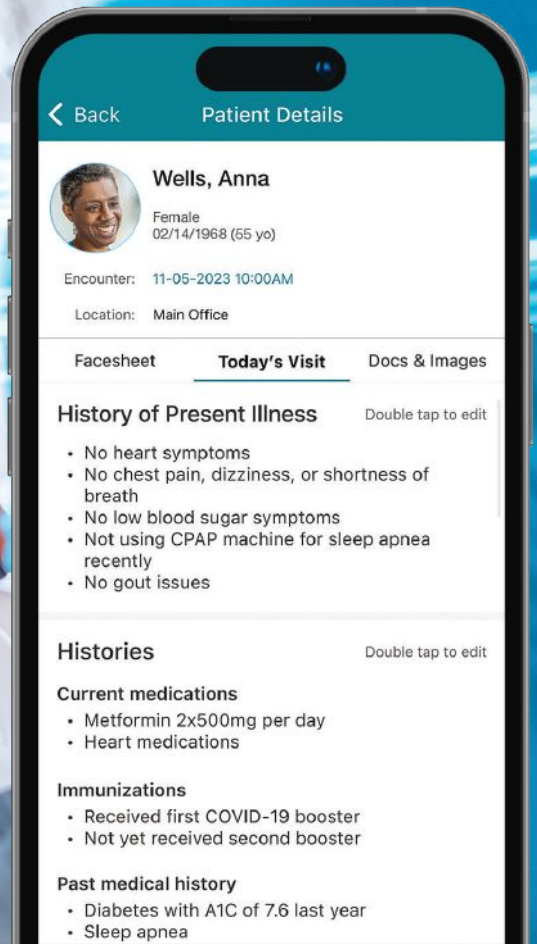 Back Patient Details
Wells, Anna
Female
02/14/1968 (55 yo)
Encounter: 11-05-2023 10:00AM
Location: Main Office
Facesheet Today's Visit Docs & Images
History of Present Illness Double tap to edit
• No heart symptoms
• No chest pain, dizziness, or shortness of
breath
• No low blood sugar symptoms
• Not using CPAP machine for sleep apnea
recently
• No gout issues
Histories Double tap to edit
Current medications
• Metformin 2x500mg per day
• Heart medications
Immunizations
• Received first COVID-19 booster
• Not yet received second booster
Past medical history
• Diabetes with A1C of 7.6 last year
• Sleep apnea